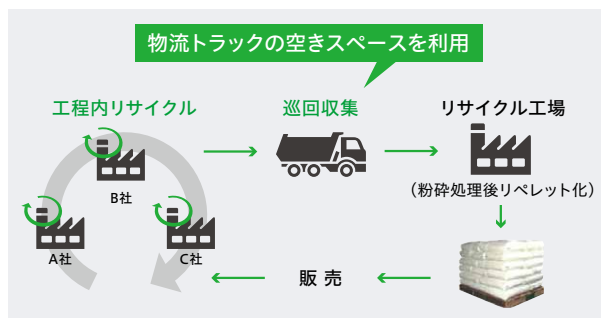 物流トラックの空きスペースを利用
工程内リサイクル
巡回収集
リサイクル工場
B社
A社
C社
（粉砕処理後リペレット化）
販 売